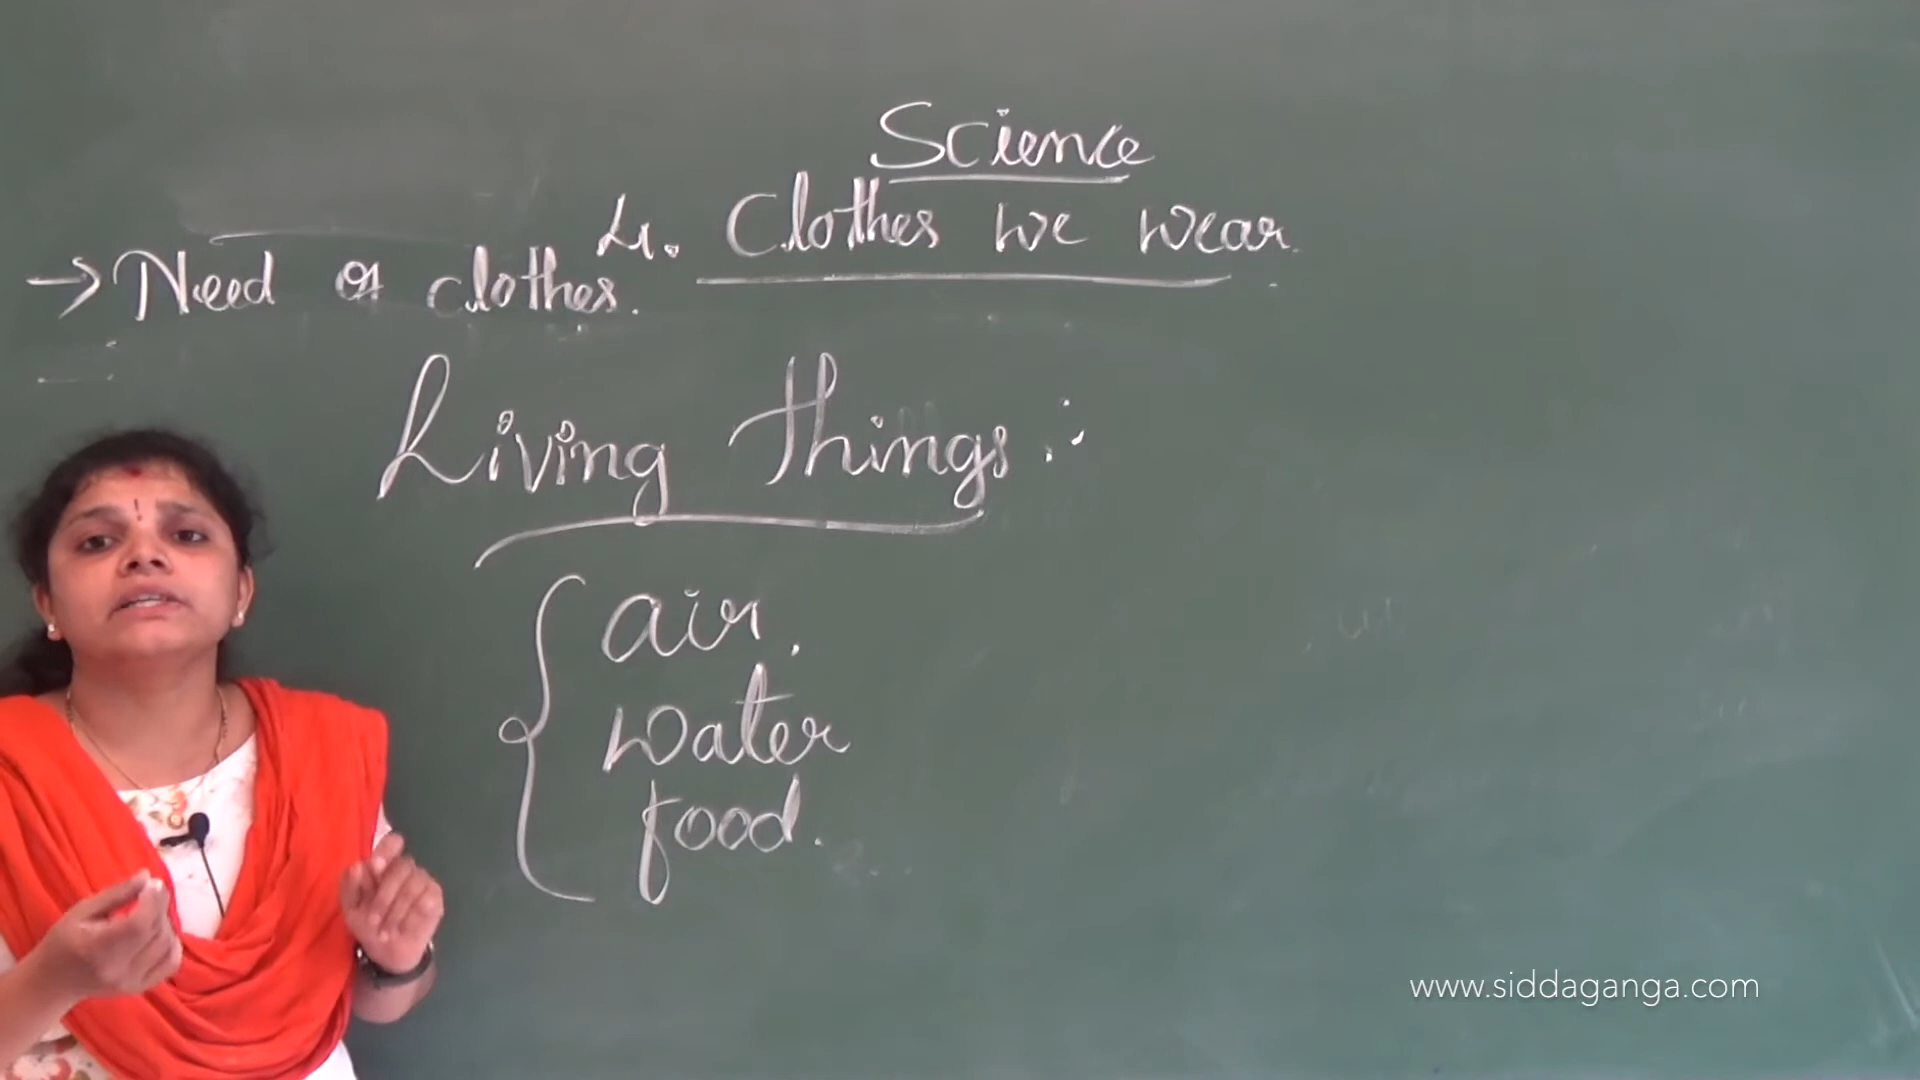 Science
4. Clothes we wear.
→ Need of clothes.
Living things :-
air.
water
food.
www.siddaganga.com